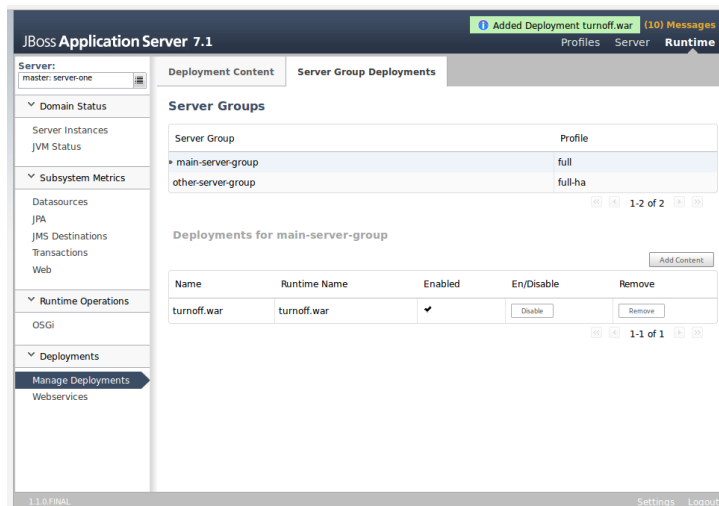 Added Deployment turnoff.war (10) Messages
JBoss Application Server 7.1
Profiles Server Runtime
Server:
master: server-one
Domain Status
Server Instances
JVM Status
Subsystem Metrics
Datasources
JPA
JMS Destinations
Transactions
Web
Runtime Operations
OSGi
Deployments
Manage Deployments
Webservices
Deployment Content Server Group Deployments
Server Groups
Server Group Profile
main-server-group full
other-server-group full-ha
1-2 of 2
Deployments for main-server-group
Add Content
Name Runtime Name Enabled En/Disable Remove
turnoff.war turnoff.war Disable Remove
1-1 of 1
1.1.0.FINAL Settings Logout